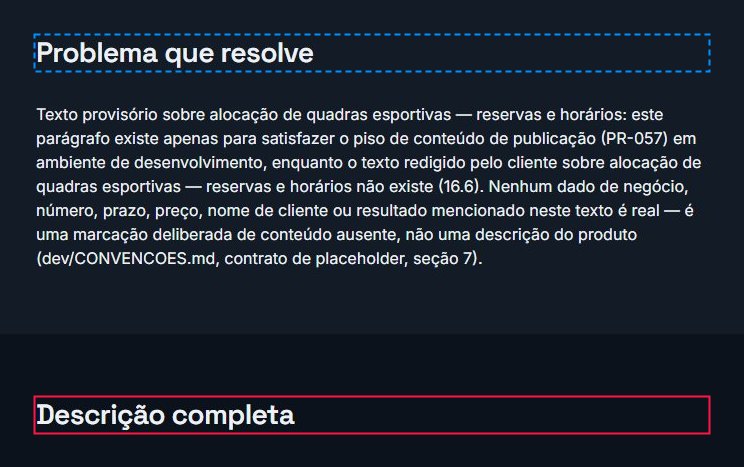 Problema que resolve
Texto provisório sobre alocação de quadras esportivas — reservas e horários: este
parágrafo existe apenas para satisfazer o piso de conteúdo de publicação (PR-057) em
ambiente de desenvolvimento, enquanto o texto redigido pelo cliente sobre alocação de
quadras esportivas — reservas e horários não existe (16.6). Nenhum dado de negócio,
número, prazo, preço, nome de cliente ou resultado mencionado neste texto é real — é
uma marcação deliberada de conteúdo ausente, não uma descrição do produto
(dev/CONVENCOES.md, contrato de placeholder, seção 7).
Descrição completa